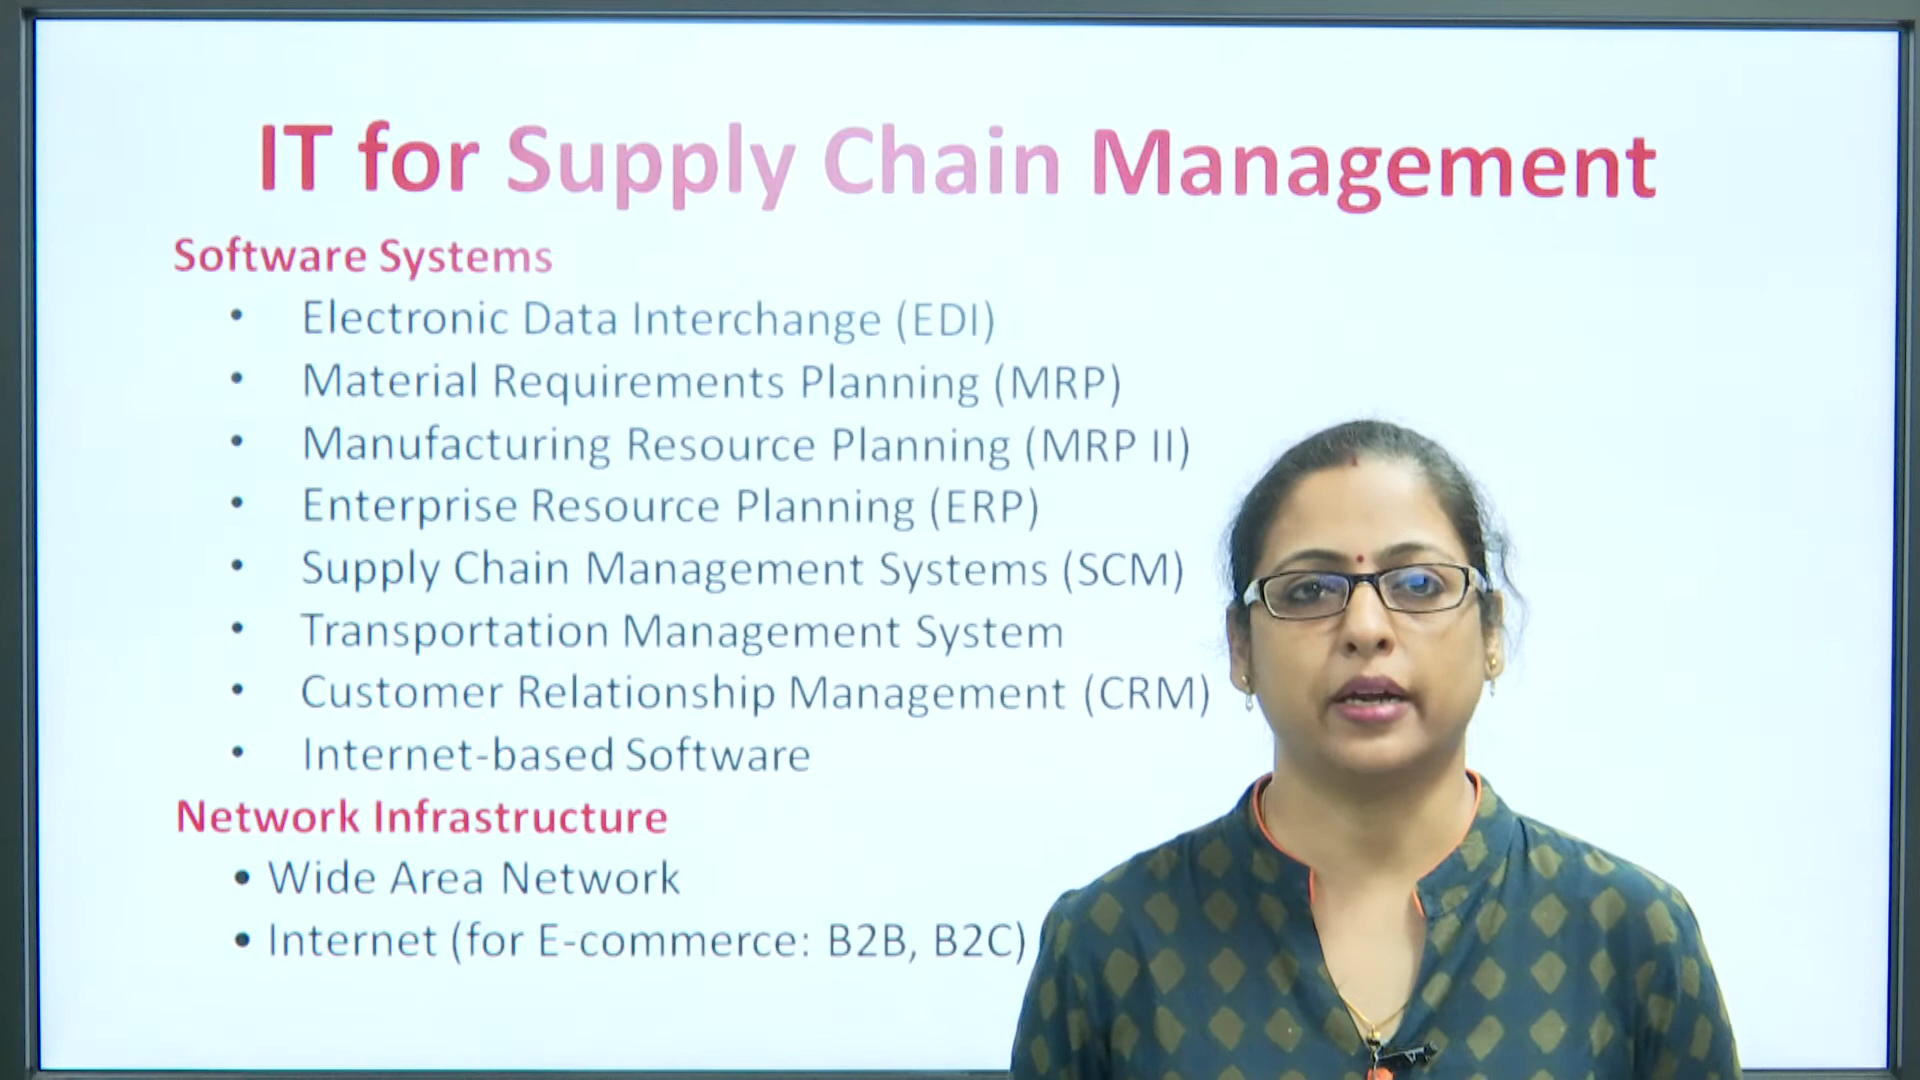 IT for Supply Chain Management
Software Systems
• Electronic Data Interchange (EDI)
• Material Requirements Planning (MRP)
• Manufacturing Resource Planning (MRP II)
• Enterprise Resource Planning (ERP)
• Supply Chain Management Systems (SCM)
• Transportation Management System
• Customer Relationship Management (CRM)
• Internet-based Software
Network Infrastructure
• Wide Area Network
• Internet (for E-commerce: B2B, B2C)